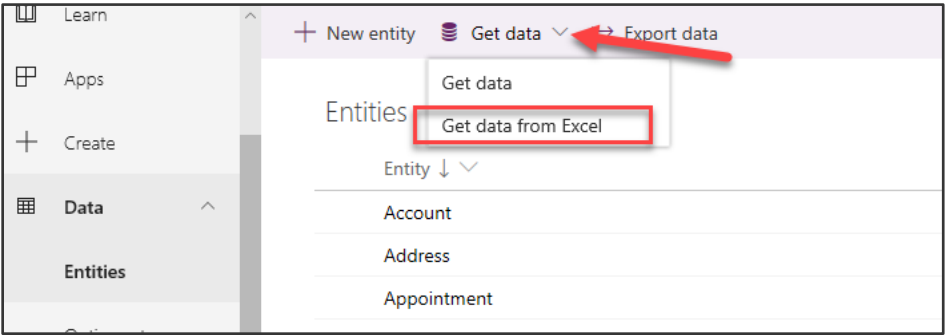 Learn
Apps
Create
Data
Entities
New entity Get data Export data
Get data
Get data from Excel
Entities
Entity
Account
Address
Appointment